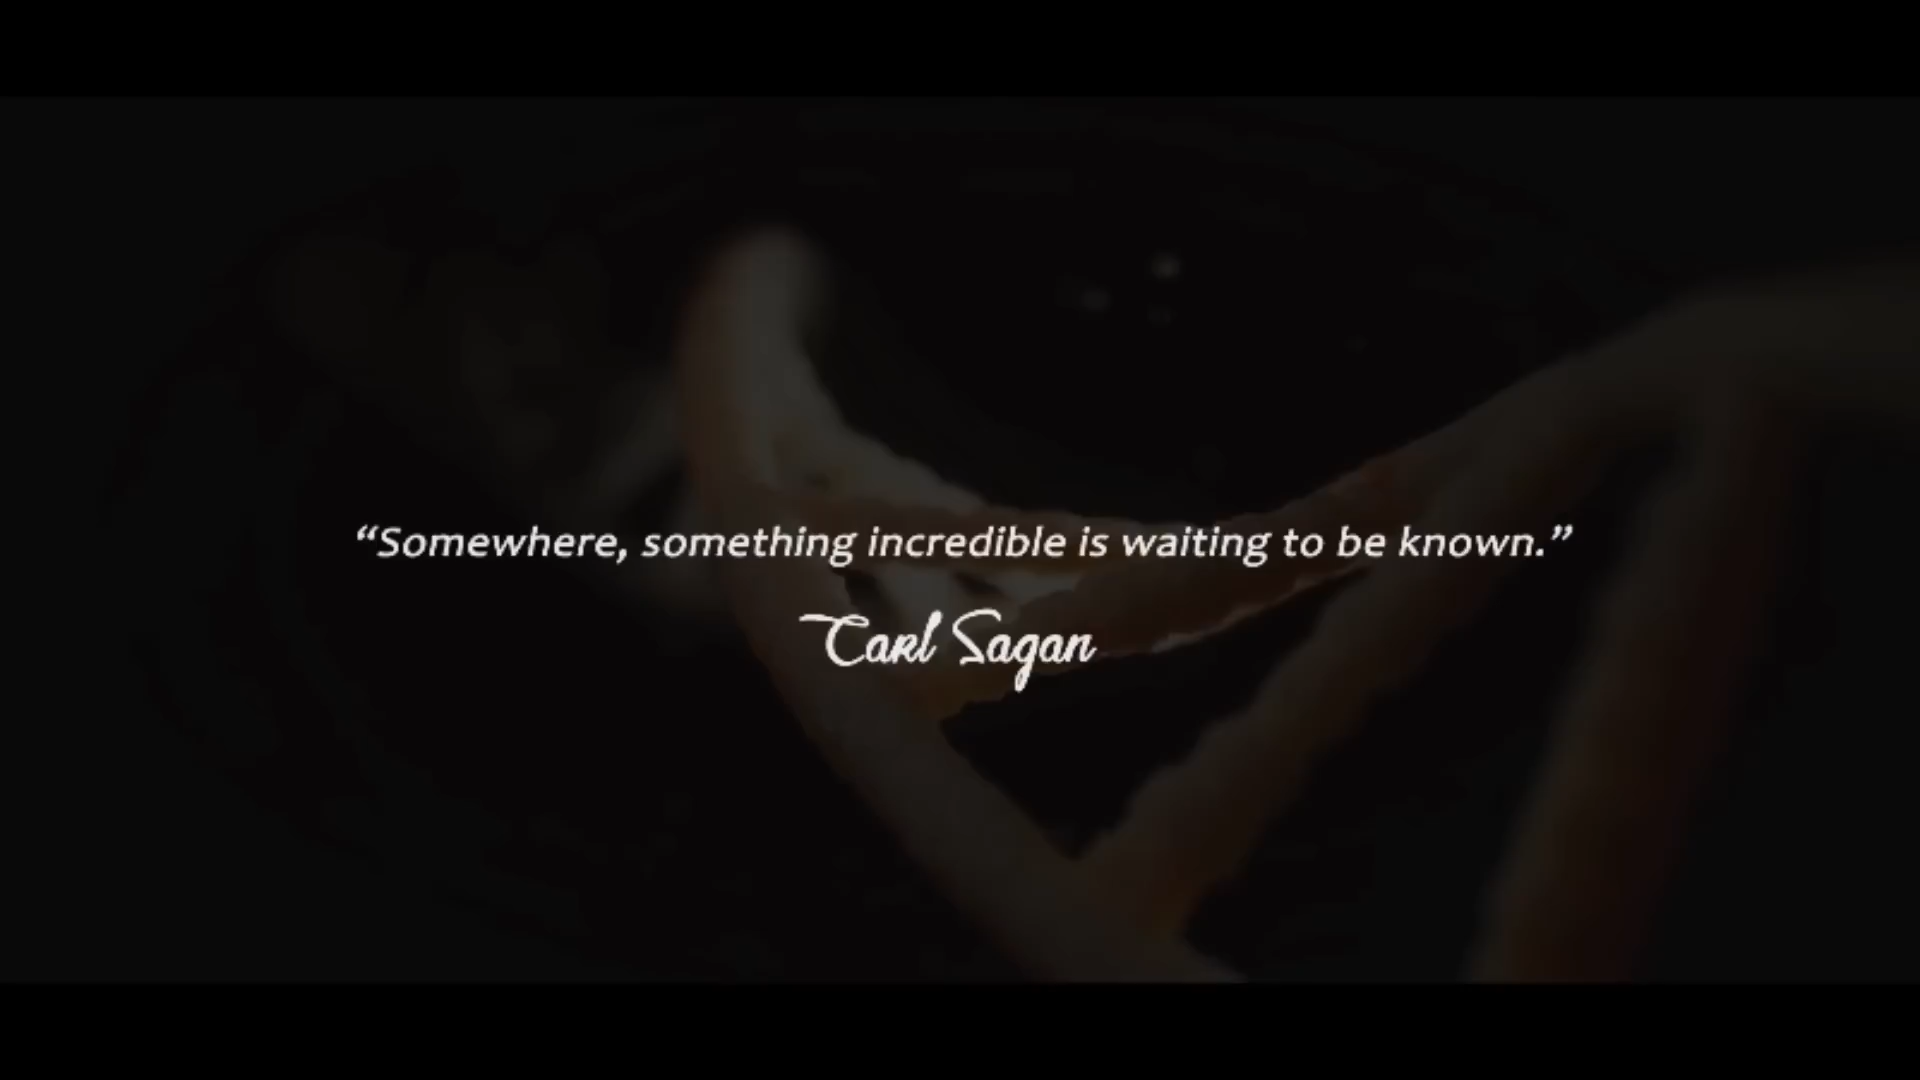 “Somewhere, something incredible is waiting to be known.”
Carl Sagan